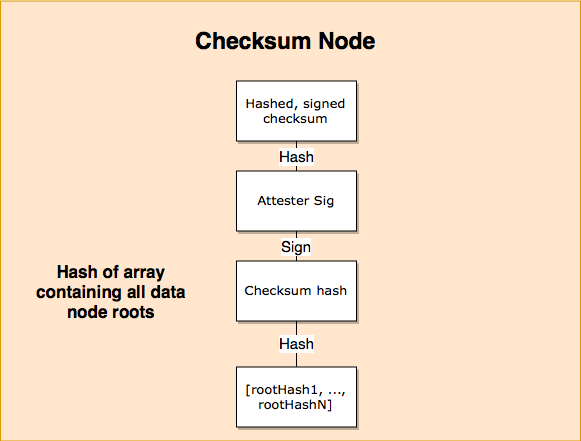 Checksum Node
Hashed, signed
checksum
Hash
Attester Sig
Sign
Hash of array
containing all data
node roots
Checksum hash
Hash
[rootHash1, ...,
rootHashN]